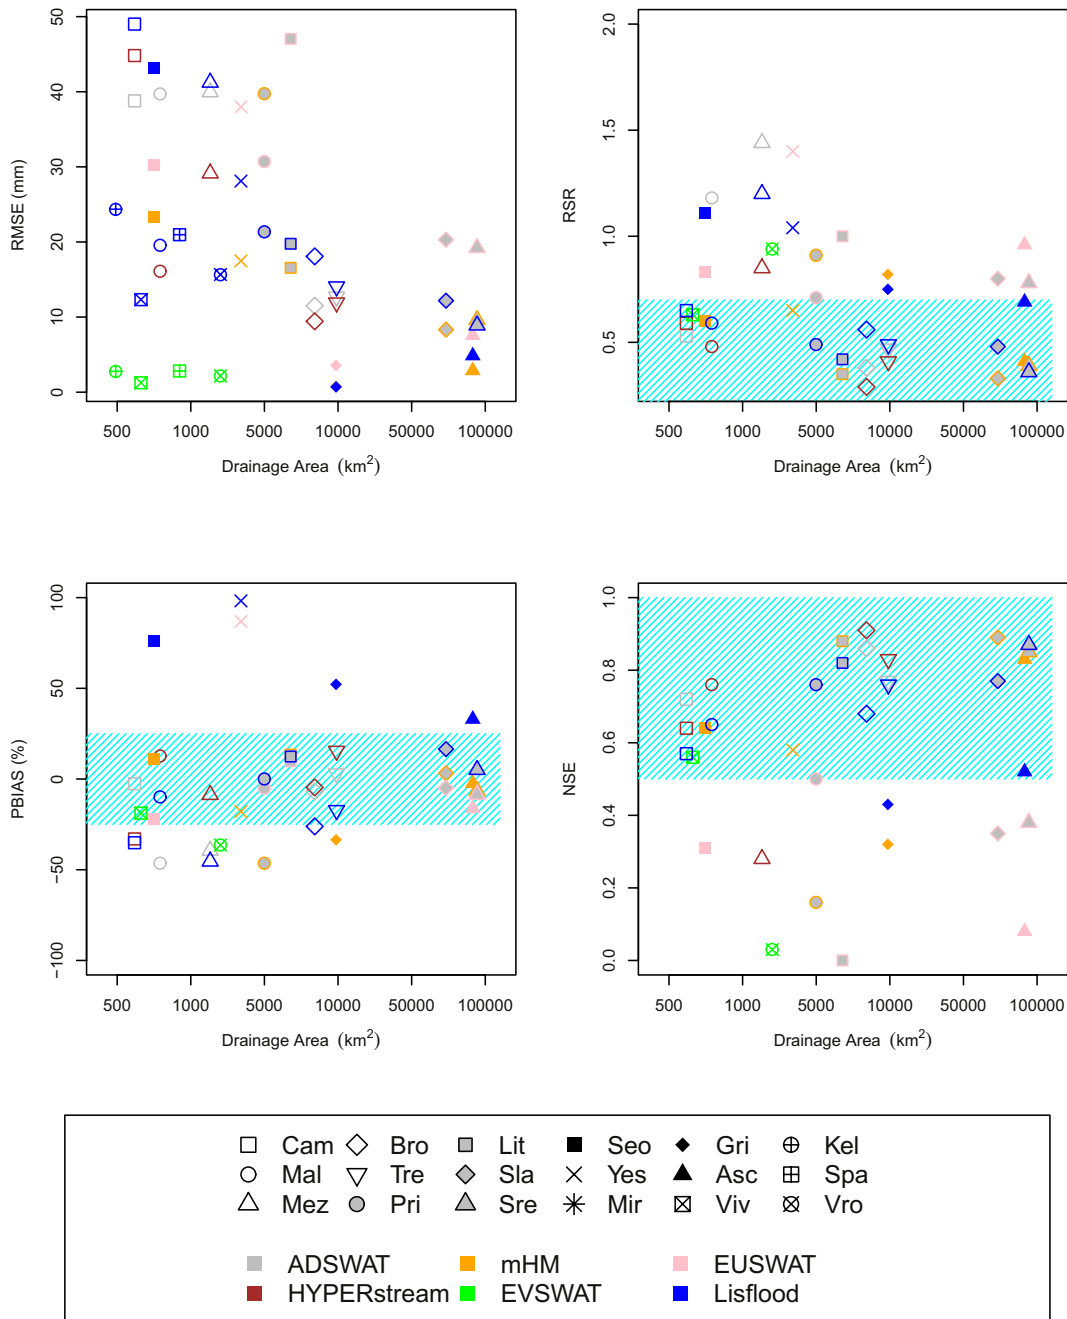 RMSE (mm)
50
40
30
20
10
0
500 1000 5000 10000 50000 100000
Drainage Area (km2)
RSR
2.0
1.5
1.0
0.5
500 1000 5000 10000 50000 100000
Drainage Area (km2)
PBIAS (%)
100
50
0
−50
−100
500 1000 5000 10000 50000 100000
Drainage Area (km2)
NSE
1.0
0.8
0.6
0.4
0.2
0.0
500 1000 5000 10000 50000 100000
Drainage Area (km2)
Cam Bro Lit Seo Gri Kel
Mal Tre Sla Yes Asc Spa
Mez Pri Sre Mir Viv Vro
ADSWAT mHM EUSWAT
HYPERstream EVSWAT Lisflood